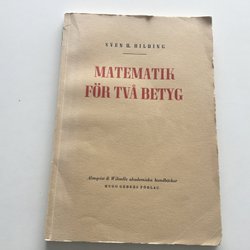 SVEN H. HILDING
MATEMATIK
FÖR TVÅ BETYG
Almqvist & Wiksells akademiska handböcker
HUGO GEBERS FÖRLAG